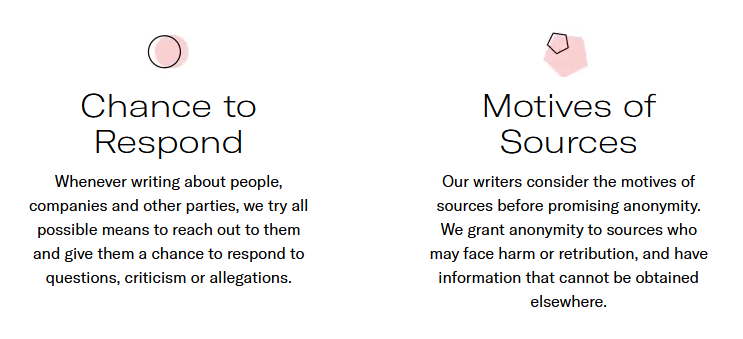 Chance to
Respond
Whenever writing about people,
companies and other parties, we try all
possible means to reach out to them
and give them a chance to respond to
questions, criticism or allegations.
Motives of
Sources
Our writers consider the motives of
sources before promising anonymity.
We grant anonymity to sources who
may face harm or retribution, and have
information that cannot be obtained
elsewhere.